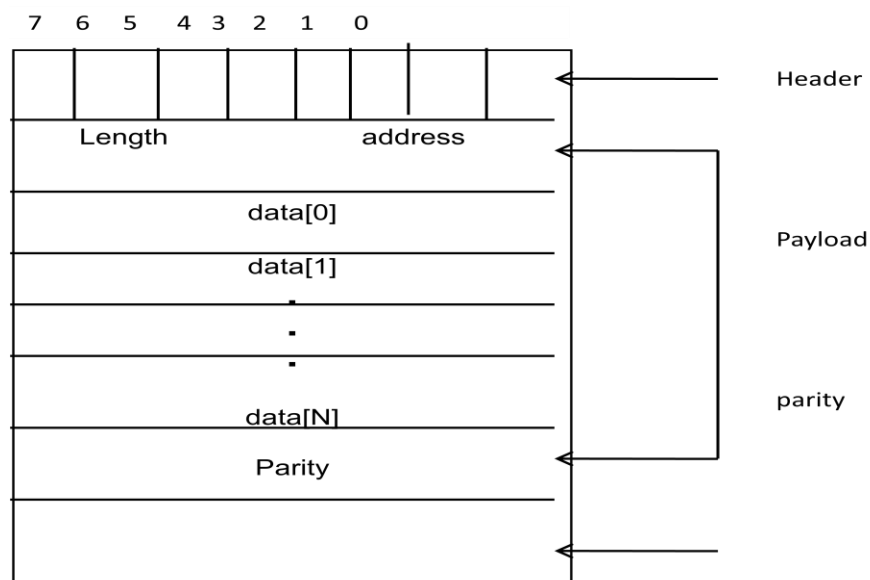 7 6 5 4 3 2 1 0
Header
Length address
data[0]
Payload
data[1]
parity
data[N]
Parity